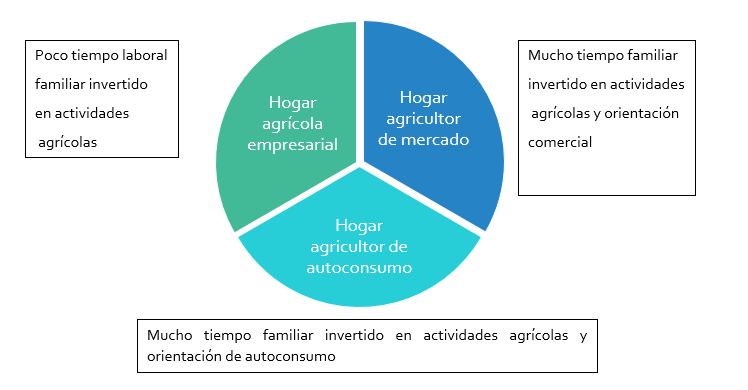 Poco tiempo laboral
familiar invertido
en actividades
agrícolas
Hogar
agrícola
empresarial
Hogar
agricultor
de mercado
Mucho tiempo familiar
invertido en actividades
agrícolas y orientación
comercial
Hogar
agricultor de
autoconsumo
Mucho tiempo familiar invertido en actividades agrícolas y
orientación de autoconsumo